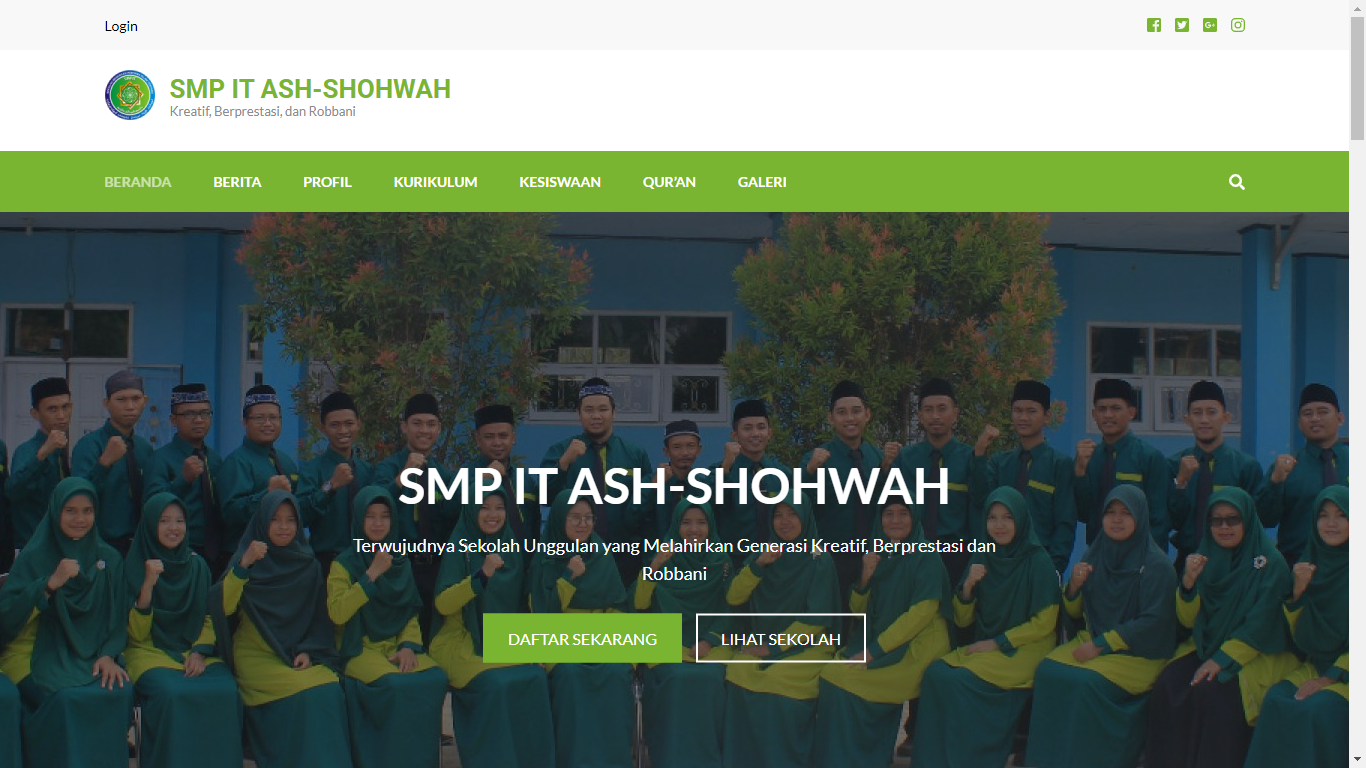 Login
SMP IT ASH-SHOHWAH
Kreatif, Berprestasi, dan Robbani
BERANDA BERITA PROFIL KURIKULUM KESISWAAN QUR'AN GALERI
SMP IT ASH-SHOHWAH
Terwujudnya Sekolah Unggulan yang Melahirkan Generasi Kreatif, Berprestasi dan
Robbani
DAFTAR SEKARANG LIHAT SEKOLAH